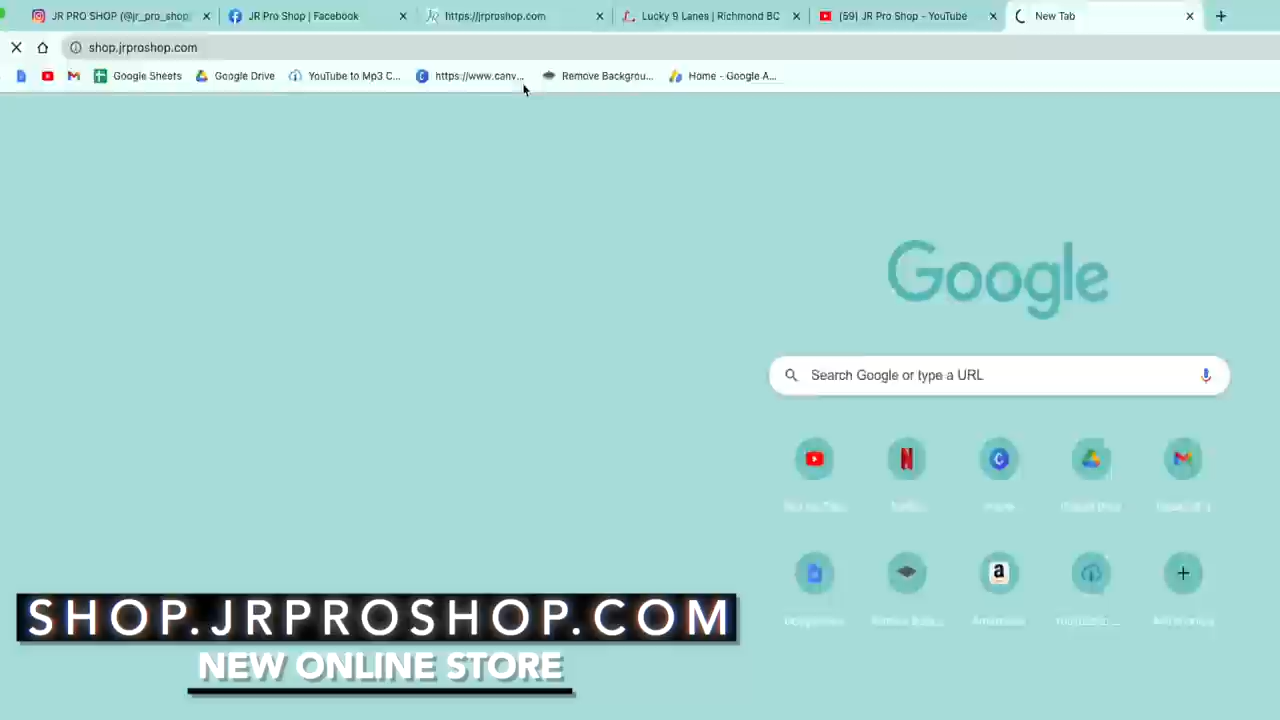 JR PRO SHOP (@jr_pro_shop
JR Pro Shop | Facebook
https://jrproshop.com
Lucky 9 Lanes | Richmond BC
(59) JR Pro Shop - YouTube
New Tab
shop.jrproshop.com
Google Sheets
Google Drive
YouTube to Mp3 C...
https://www.canv...
Remove Backgrou...
Home - Google A...
Google
Search Google or type a URL
SHOP.JRPROSHOP.COM
NEW ONLINE STORE